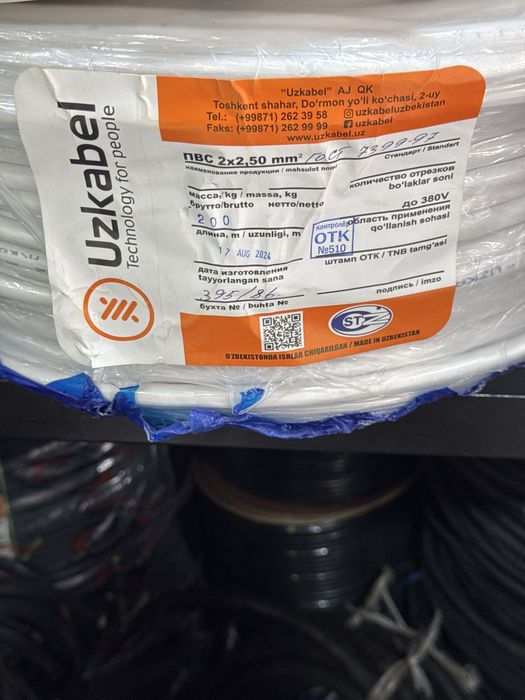 Uzkabel
Technology for people
"Uzkabel" AJ QK
Toshkent shahar, Do'rmon yo'li ko'chasi, 2-uy
Tel.: (+99871) 262 39 58 uzkabeluzbekistan
Faks: (+99871) 262 99 99 uzkabel
www.uzkabel.uz
ПВС 2x2,50 mm² ГОСТ 7399-97
наименование продукции / mahsulot nomi
Стандарт / Standart
масса, kg / massa, kg
количество отрезков
bo'laklar soni
брутто/brutto нетто/netto
до 380V
200
область применения
qo'llanish sohasi
длина, m / uzunligi, m
контролёр
ОТК
№510
17 AUG 2024
штамп ОТК / TNB tamg'asi
дата изготовления
tayyorlangan sana
395/86
подпись / imzo
бухта № / buhta №
ST
O'ZBEKISTONDA ISHLAB CHIQARILGAN / MADE IN UZBEKISTAN